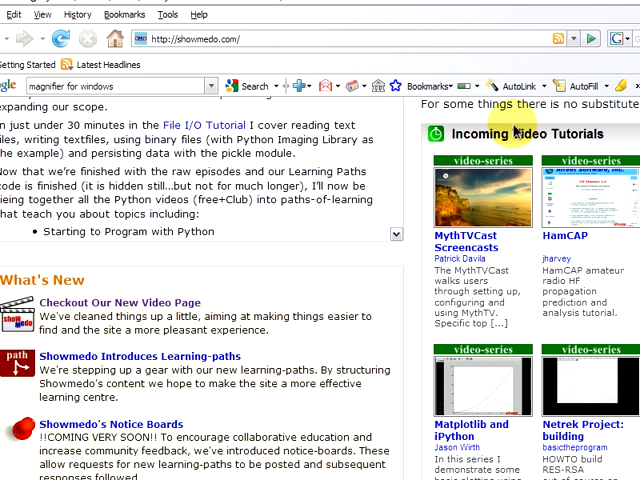 Edit View History Bookmarks Tools Help
http://showmedo.com/
Getting Started Latest Headlines
magnifier for windows Search Bookmarks AutoLink AutoFill
expanding our scope.
n just under 30 minutes in the File I/O Tutorial I cover reading text
iles, writing textfiles, using binary files (with Python Imaging Library as
he example) and persisting data with the pickle module.
Now that we're finished with the raw episodes and our Learning Paths
code is finished (it is hidden still...but not for much longer), I'll now be
ieing together all the Python videos (free+Club) into paths-of-learning
hat teach you about topics including:
• Starting to Program with Python
What's New
Checkout Our New Video Page
We've cleaned things up a little, aiming at making things easier to
find and the site a more pleasant experience.
Showmedo Introduces Learning-paths
We're stepping up a gear with our new learning-paths. By structuring
Showmedo's content we hope to make the site a more effective
learning centre.
Showmedo's Notice Boards
!!COMING VERY SOON!! To encourage collaborative education and
increase community feedback, we've introduced notice-boards. These
allow requests for new learning-paths to be posted and subsequent
responses followed.
For some things there is no substitute
Incoming Video Tutorials
video-series
MythTVCast
Screencasts
Patrick Davila
The MythTVCast
walks users
through setting up,
configuring and
using MythTV.
Specific top [...]
video-series
HamCAP
jharvey
HamCAP amateur
radio HF
propagation
prediction and
analysis tutorial.
video-series
Matplotlib and
iPython
Jason Wirth
In this series I
demonstrate some
video-series
Netrek Project:
building
basictheprogram
HOWTO build
RES-RSA
path